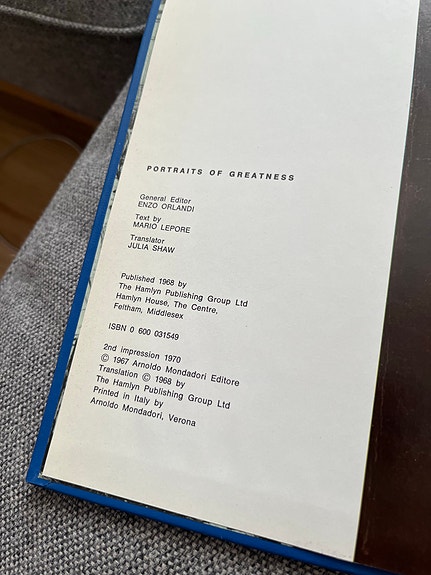 PORTRAITS OF GREATNESS
General Editor
ENZO ORLANDI
Text by
MARIO LEPORE
Translator
JULIA SHAW
Published 1968 by
The Hamlyn Publishing Group Ltd
Hamlyn House, The Centre,
Feltham, Middlesex
ISBN 0 600 031549
2nd impression 1970
© 1967 Arnoldo Mondadori Editore
Translation © 1968 by
The Hamlyn Publishing Group Ltd
Printed in Italy by
Arnoldo Mondadori, Verona